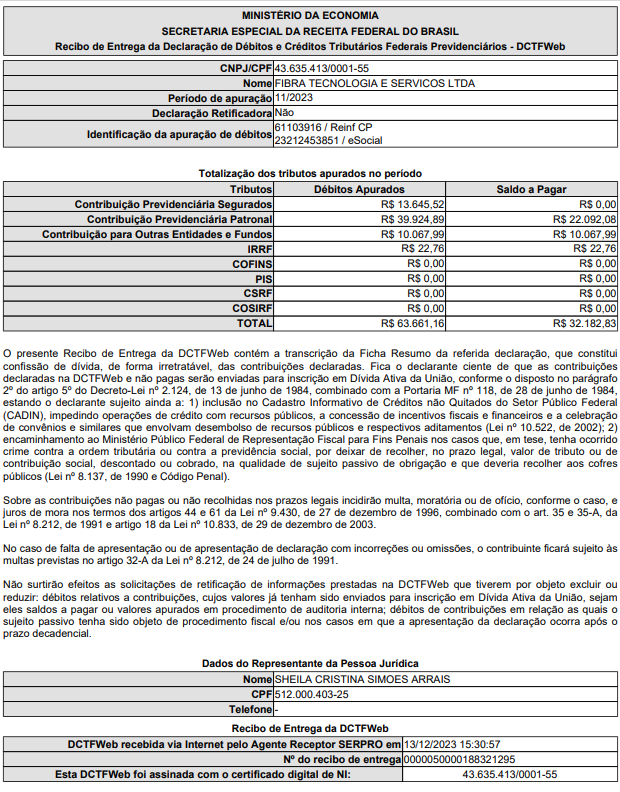 MINISTÉRIO DA ECONOMIA
SECRETARIA ESPECIAL DA RECEITA FEDERAL DO BRASIL
Recibo de Entrega da Declaração de Débitos e Créditos Tributários Federais Previdenciários - DCTFWeb
CNPJ/CPF 43.635.413/0001-55
Nome FIBRA TECNOLOGIA E SERVICOS LTDA
Período de apuração 11/2023
Declaração Retificadora Não
Identificação da apuração de débitos 61103916 / Reinf CP
23212453851 / eSocial
Totalização dos tributos apurados no período
Tributos Débitos Apurados Saldo a Pagar
Contribuição Previdenciária Segurados R$ 13.645,52 R$ 0,00
Contribuição Previdenciária Patronal R$ 39.924,89 R$ 22.092,08
Contribuição para Outras Entidades e Fundos R$ 10.067,99 R$ 10.067,99
IRRF R$ 22,76 R$ 22,76
COFINS R$ 0,00 R$ 0,00
PIS R$ 0,00 R$ 0,00
CSRF R$ 0,00 R$ 0,00
COSIRF R$ 0,00 R$ 0,00
TOTAL R$ 63.661,16 R$ 32.182,83
O presente Recibo de Entrega da DCTFWeb contém a transcrição da Ficha Resumo da referida declaração, que constitui
confissão de dívida, de forma irretratável, das contribuições declaradas. Fica o declarante ciente de que as contribuições
declaradas na DCTFWeb e não pagas serão enviadas para inscrição em Dívida Ativa da União, conforme o disposto no parágrafo
2º do artigo 5º do Decreto-Lei nº 2.124, de 13 de junho de 1984, combinado com a Portaria MF nº 118, de 28 de junho de 1984,
estando o declarante sujeito ainda a: 1) inclusão no Cadastro Informativo de Créditos não Quitados do Setor Público Federal
(CADIN), impedindo operações de crédito com recursos públicos, a concessão de incentivos fiscais e financeiros e a celebração
de convênios e similares que envolvam desembolso de recursos públicos e respectivos aditamentos (Lei nº 10.522, de 2002); 2)
encaminhamento ao Ministério Público Federal de Representação Fiscal para Fins Penais nos casos que, em tese, tenha ocorrido
crime contra a ordem tributária ou contra a previdência social, por deixar de recolher, no prazo legal, valor de tributo ou de
contribuição social, descontado ou cobrado, na qualidade de sujeito passivo de obrigação e que deveria recolher aos cofres
públicos (Lei nº 8.137, de 1990 e Código Penal).
Sobre as contribuições não pagas ou não recolhidas nos prazos legais incidirão multa, moratória ou de ofício, conforme o caso, e
juros de mora nos termos dos artigos 44 e 61 da Lei nº 9.430, de 27 de dezembro de 1996, combinado com o art. 35 e 35-A, da
Lei nº 8.212, de 1991 e artigo 18 da Lei nº 10.833, de 29 de dezembro de 2003.
No caso de falta de apresentação ou de apresentação de declaração com incorreções ou omissões, o contribuinte ficará sujeito às
multas previstas no artigo 32-A da Lei nº 8.212, de 24 de julho de 1991.
Não surtirão efeitos as solicitações de retificação de informações prestadas na DCTFWeb que tiverem por objeto excluir ou
reduzir: débitos relativos a contribuições, cujos valores já tenham sido enviados para inscrição em Dívida Ativa da União, sejam
eles saldos a pagar ou valores apurados em procedimento de auditoria interna; débitos de contribuições em relação as quais o
sujeito passivo tenha sido objeto de procedimento fiscal e/ou nos casos em que a apresentação da declaração ocorra após o
prazo decadencial.
Dados do Representante da Pessoa Jurídica
Nome SHEILA CRISTINA SIMOES ARRAIS
CPF 512.000.403-25
Telefone -
Recibo de Entrega da DCTFWeb
DCTFWeb recebida via Internet pelo Agente Receptor SERPRO em 13/12/2023 15:30:57
Nº do recibo de entrega 0000050000188321295
Esta DCTFWeb foi assinada com o certificado digital de NI: 43.635.413/0001-55